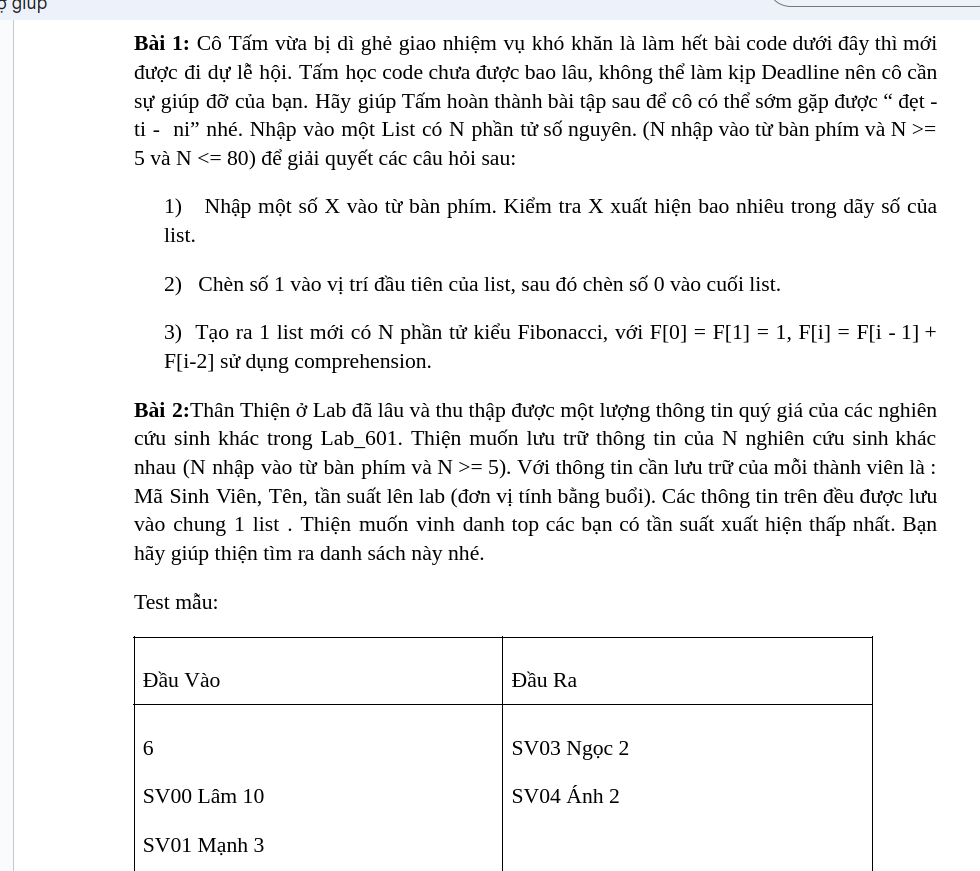 giúp
Bài 1: Cô Tấm vừa bị dì ghẻ giao nhiệm vụ khó khăn là làm hết bài code dưới đây thì mới
được đi dự lễ hội. Tấm học code chưa được bao lâu, không thể làm kịp Deadline nên cô cần
sự giúp đỡ của bạn. Hãy giúp Tấm hoàn thành bài tập sau để cô có thể sớm gặp được “ đẹt -
ti - ni” nhé. Nhập vào một List có N phần tử số nguyên. (N nhập vào từ bàn phím và N >=
5 và N <= 80) để giải quyết các câu hỏi sau:
1) Nhập một số X vào từ bàn phím. Kiểm tra X xuất hiện bao nhiêu trong dãy số của
list.
2) Chèn số 1 vào vị trí đầu tiên của list, sau đó chèn số 0 vào cuối list.
3) Tạo ra 1 list mới có N phần tử kiểu Fibonacci, với F[0] = F[1] = 1, F[i] = F[i - 1] +
F[i-2] sử dụng comprehension.
Bài 2:Thân Thiện ở Lab đã lâu và thu thập được một lượng thông tin quý giá của các nghiên
cứu sinh khác trong Lab_601. Thiện muốn lưu trữ thông tin của N nghiên cứu sinh khác
nhau (N nhập vào từ bàn phím và N >= 5). Với thông tin cần lưu trữ của mỗi thành viên là :
Mã Sinh Viên, Tên, tần suất lên lab (đơn vị tính bằng buổi). Các thông tin trên đều được lưu
vào chung 1 list . Thiện muốn vinh danh top các bạn có tần suất xuất hiện thấp nhất. Bạn
hãy giúp thiện tìm ra danh sách này nhé.
Test mẫu:
Đầu Vào Đầu Ra
6 SV03 Ngọc 2
SV00 Lâm 10 SV04 Ánh 2
SV01 Mạnh 3